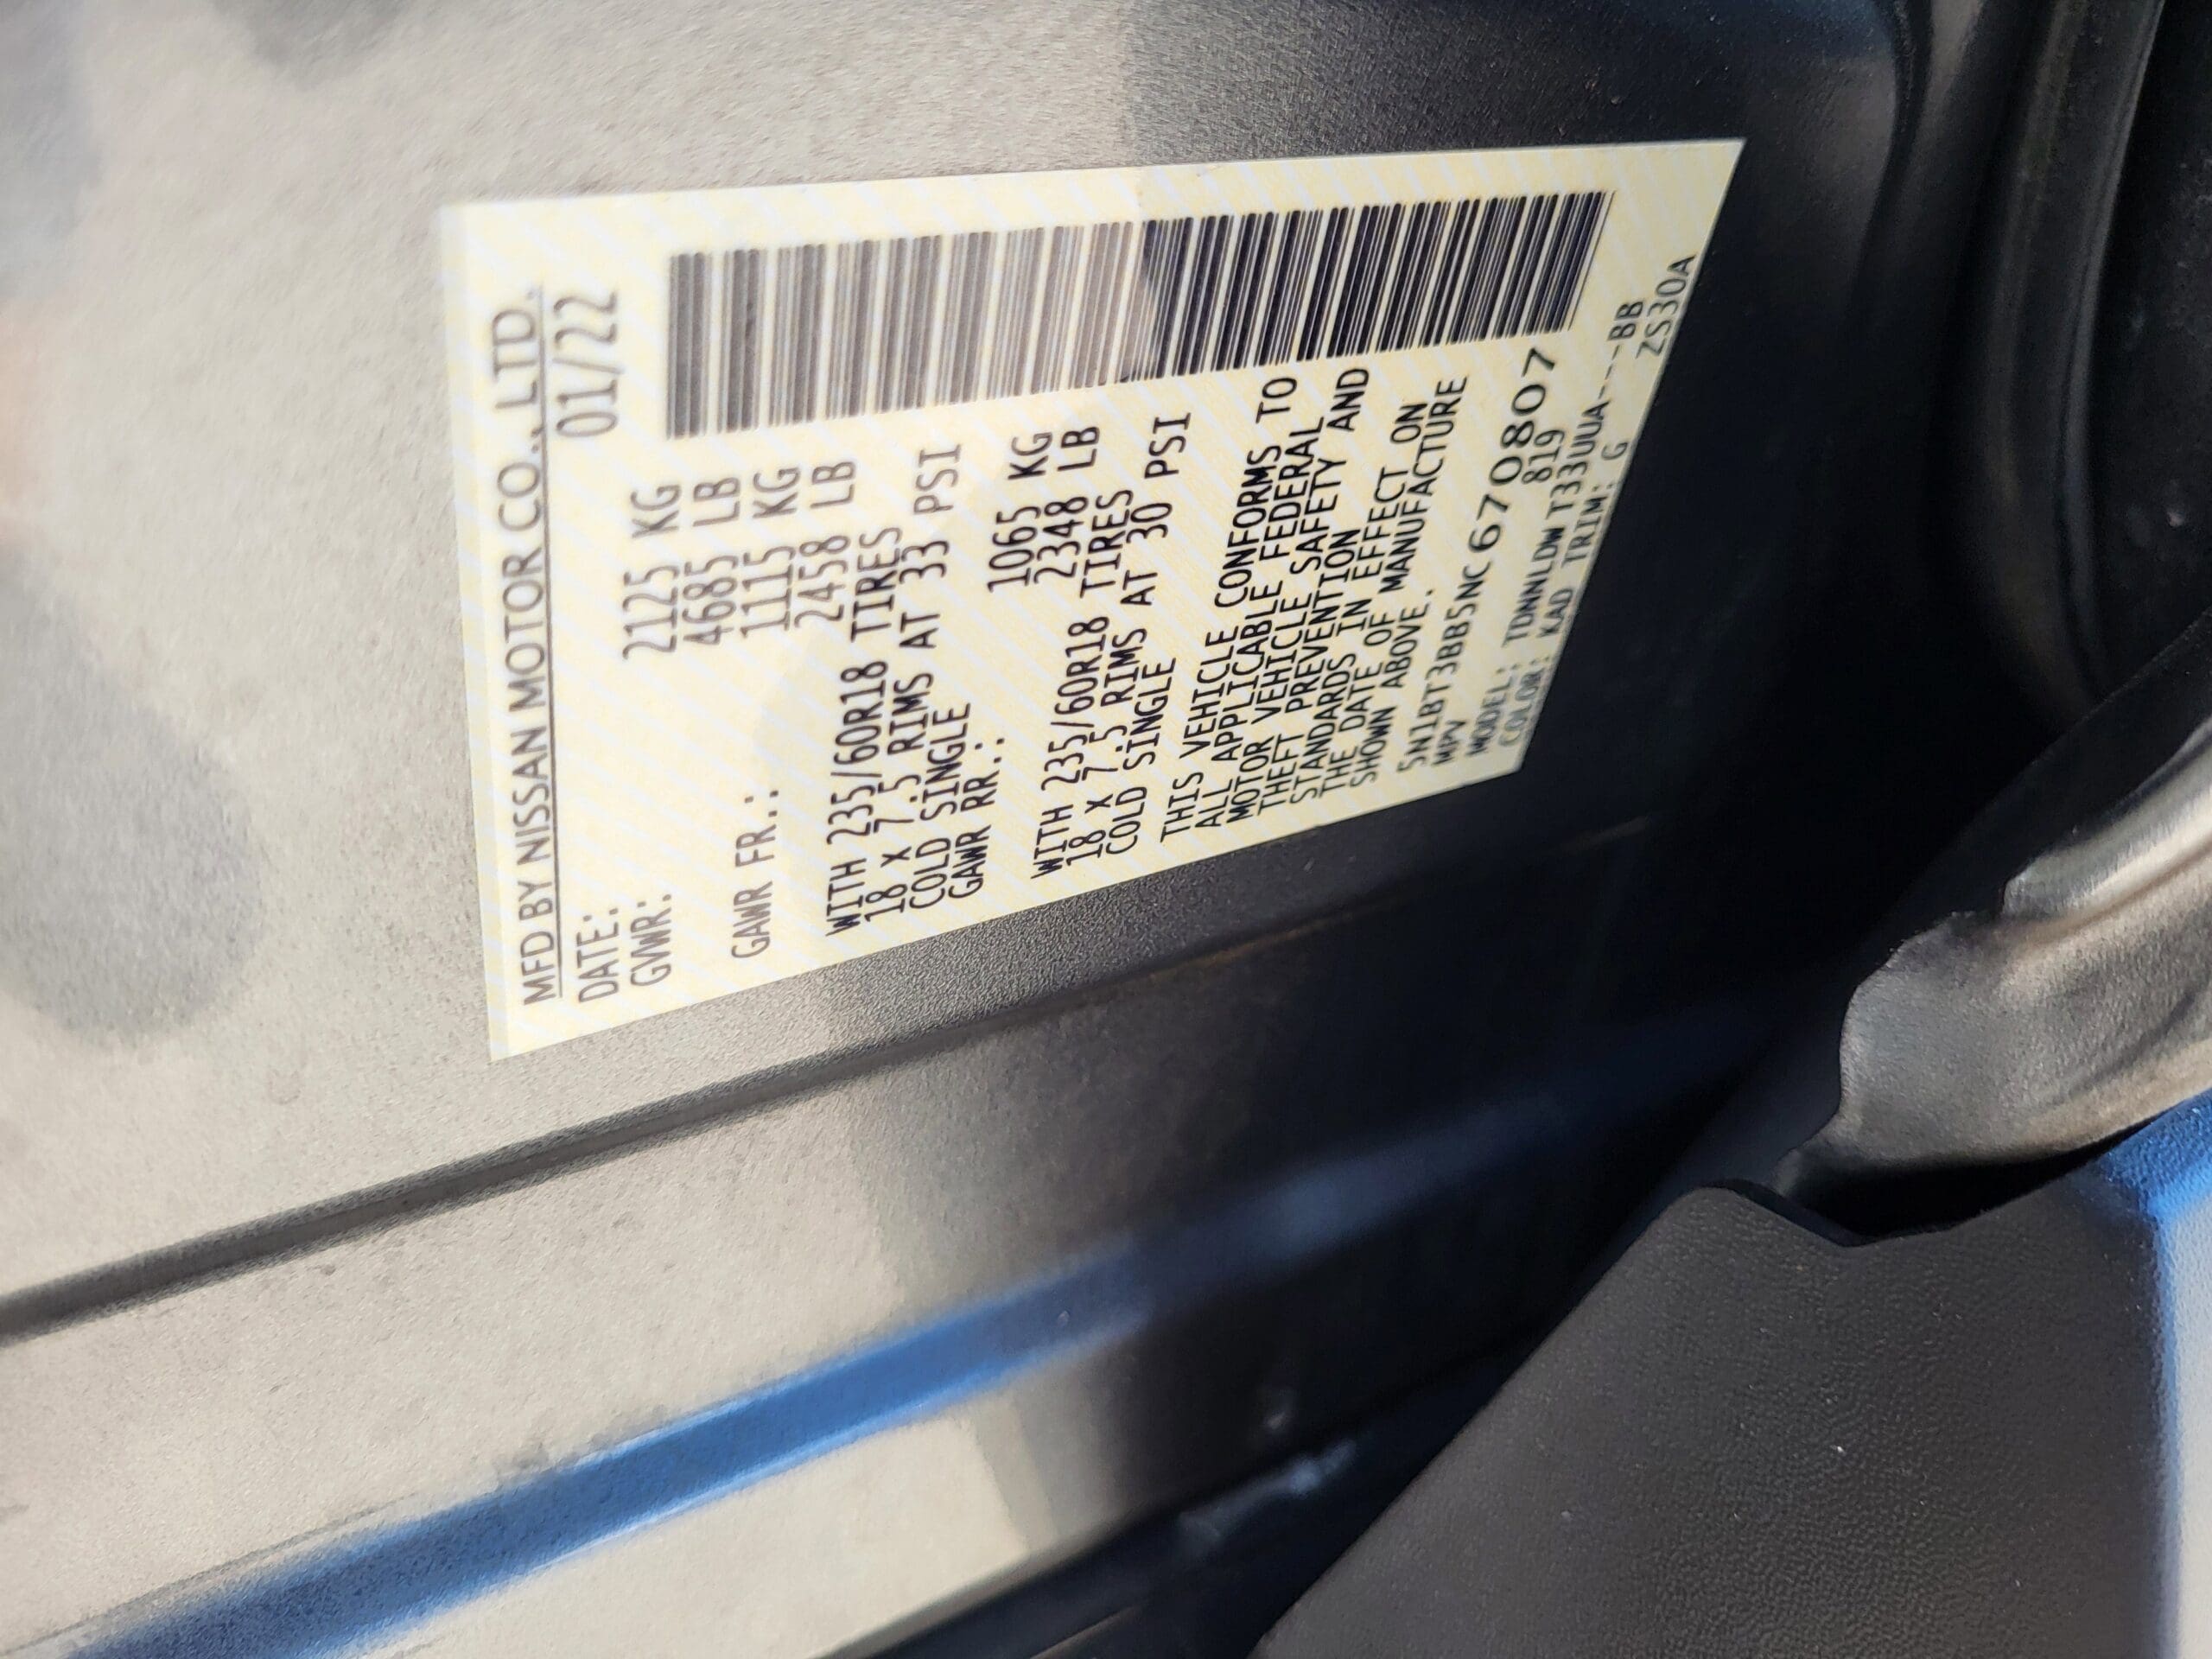 MFD BY NISSAN MOTOR CO., LTD.
DATE: 01/22
GVWR: 2125 KG
4685 LB
GAWR FR.: 1115 KG
2458 LB
WITH 235/60R18 TIRES
18 X 7.5 RIMS AT 33 PSI
COLD SINGLE
GAWR RR.: 1065 KG
2348 LB
WITH 235/60R18 TIRES
18 X 7.5 RIMS AT 30 PSI
COLD SINGLE
THIS VEHICLE CONFORMS TO
ALL APPLICABLE FEDERAL
MOTOR VEHICLE SAFETY AND
THEFT PREVENTION
STANDARDS IN EFFECT ON
THE DATE OF MANUFACTURE
SHOWN ABOVE.
5N1BT3BB5NC670807
MPV 819
MODEL: TDNNLDW T33UUA----BB
COLOR: KAD TRIM: G ZS30A